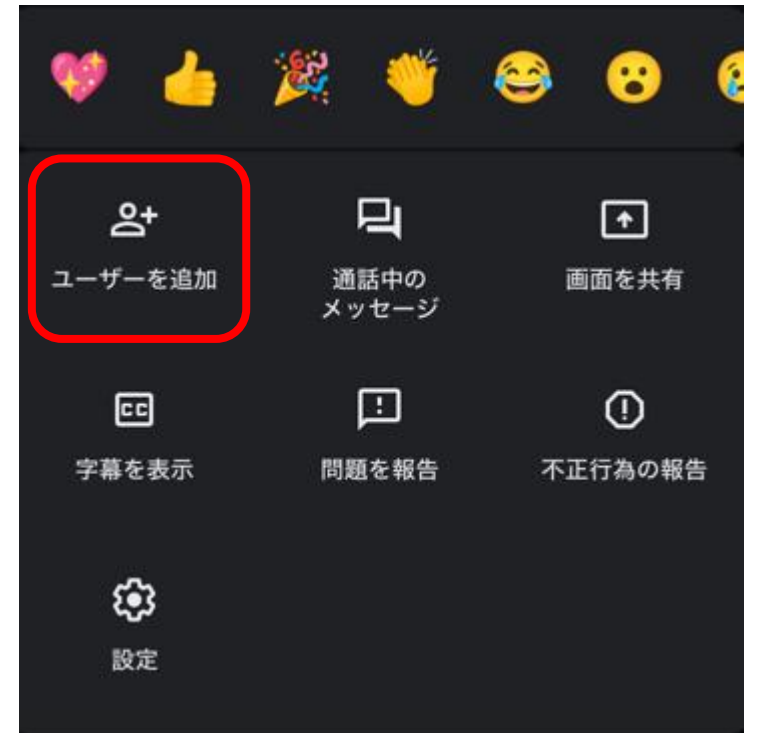 ユーザーを追加
通話中の
メッセージ
画面を共有
CC
字幕を表示
問題を報告
不正行為の報告
設定